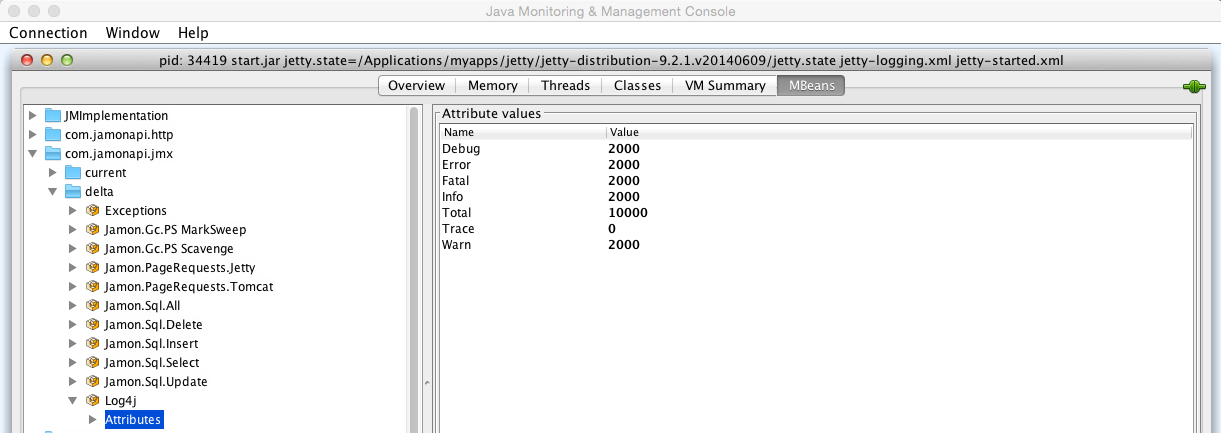 Java Monitoring & Management Console
Connection Window Help
pid: 34419 start.jar jetty.state=/Applications/myapps/jetty/jetty-distribution-9.2.1.v20140609/jetty.state jetty-logging.xml jetty-started.xml
Overview Memory Threads Classes VM Summary MBeans
JMImplementation
com.jamonapi.http
com.jamonapi.jmx
current
delta
Exceptions
Jamon.Gc.PS MarkSweep
Jamon.Gc.PS Scavenge
Jamon.PageRequests.Jetty
Jamon.PageRequests.Tomcat
Jamon.Sql.All
Jamon.Sql.Delete
Jamon.Sql.Insert
Jamon.Sql.Select
Jamon.Sql.Update
Log4j
Attributes
Attribute values
Name Value
Debug 2000
Error 2000
Fatal 2000
Info 2000
Total 10000
Trace 0
Warn 2000